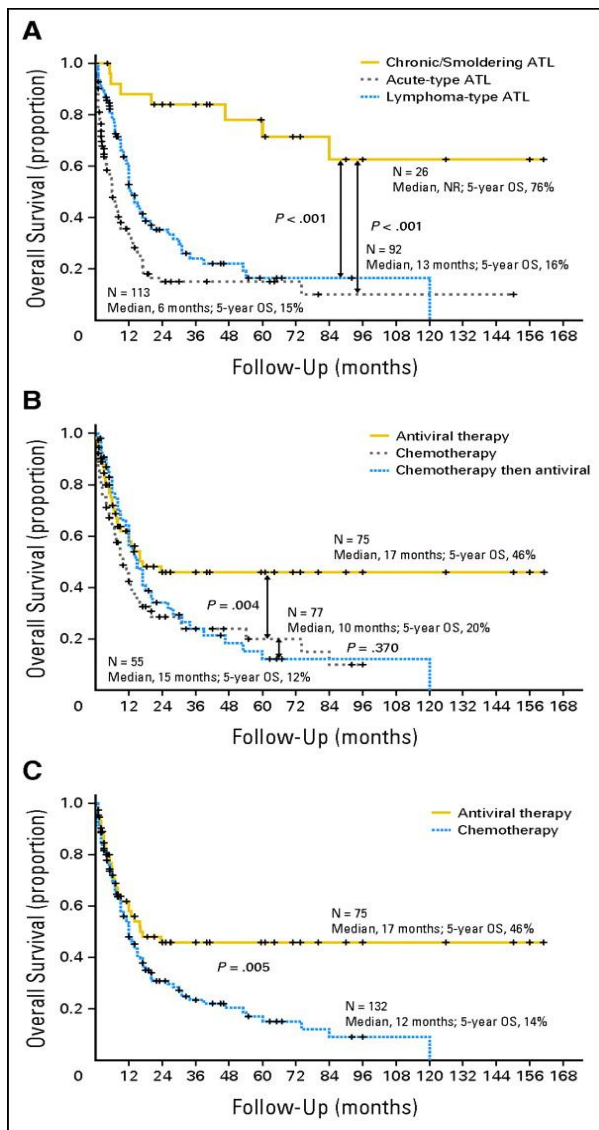 A
Chronic/Smoldering ATL
Acute-type ATL
Lymphoma-type ATL
Overall Survival (proportion)
1.0
0.8
0.6
0.4
0.2
N = 26
Median, NR; 5-year OS, 76%
P < .001
P < .001
N = 92
Median, 13 months; 5-year OS, 16%
N = 113
Median, 6 months; 5-year OS, 15%
0 12 24 36 48 60 72 84 96 108 120 132 144 156 168
Follow-Up (months)
B
Antiviral therapy
Chemotherapy
Chemotherapy then antiviral
Overall Survival (proportion)
1.0
0.8
0.6
0.4
0.2
N = 75
Median, 17 months; 5-year OS, 46%
P = .004
N = 77
Median, 10 months; 5-year OS, 20%
P = .370
N = 55
Median, 15 months; 5-year OS, 12%
0 12 24 36 48 60 72 84 96 108 120 132 144 156 168
Follow-Up (months)
C
Antiviral therapy
Chemotherapy
Overall Survival (proportion)
1.0
0.8
0.6
0.4
0.2
N = 75
Median, 17 months; 5-year OS, 46%
P = .005
N = 132
Median, 12 months; 5-year OS, 14%
0 12 24 36 48 60 72 84 96 108 120 132 144 156 168
Follow-Up (months)